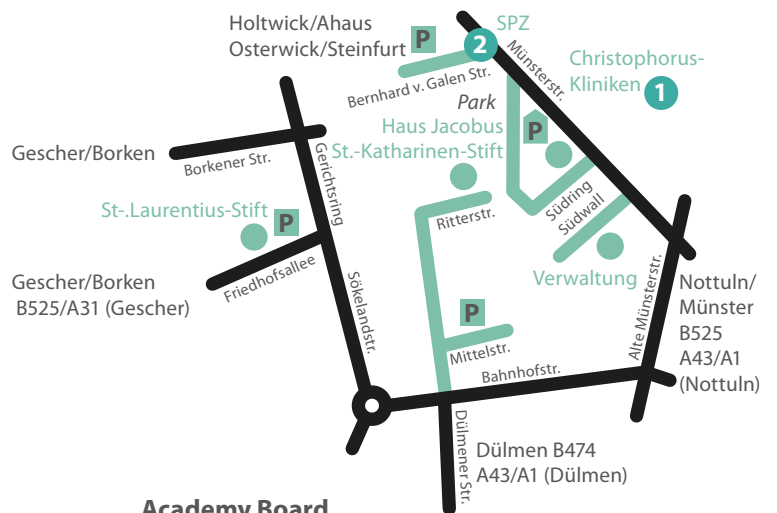 Holtwick/Ahaus
Osterwick/Steinfurt
P
2
SPZ
Münsterstr.
Christophorus-
Kliniken
1
Bernhard v. Galen Str.
Park
P
Haus Jacobus
St.-Katharinen-Stift
Gescher/Borken
Borkener Str.
Gerichtsring
St-.Laurentius-Stift
P
Ritterstr.
Südring
Südwall
Friedhofsallee
Gescher/Borken
B525/A31 (Gescher)
Sökelandstr.
Verwaltung
Alte Münsterstr.
Nottuln/
Münster
B525
A43/A1
(Nottuln)
P
Mittelstr.
Bahnhofstr.
Dülmener Str.
Dülmen B474
A43/A1 (Dülmen)
Academy Board